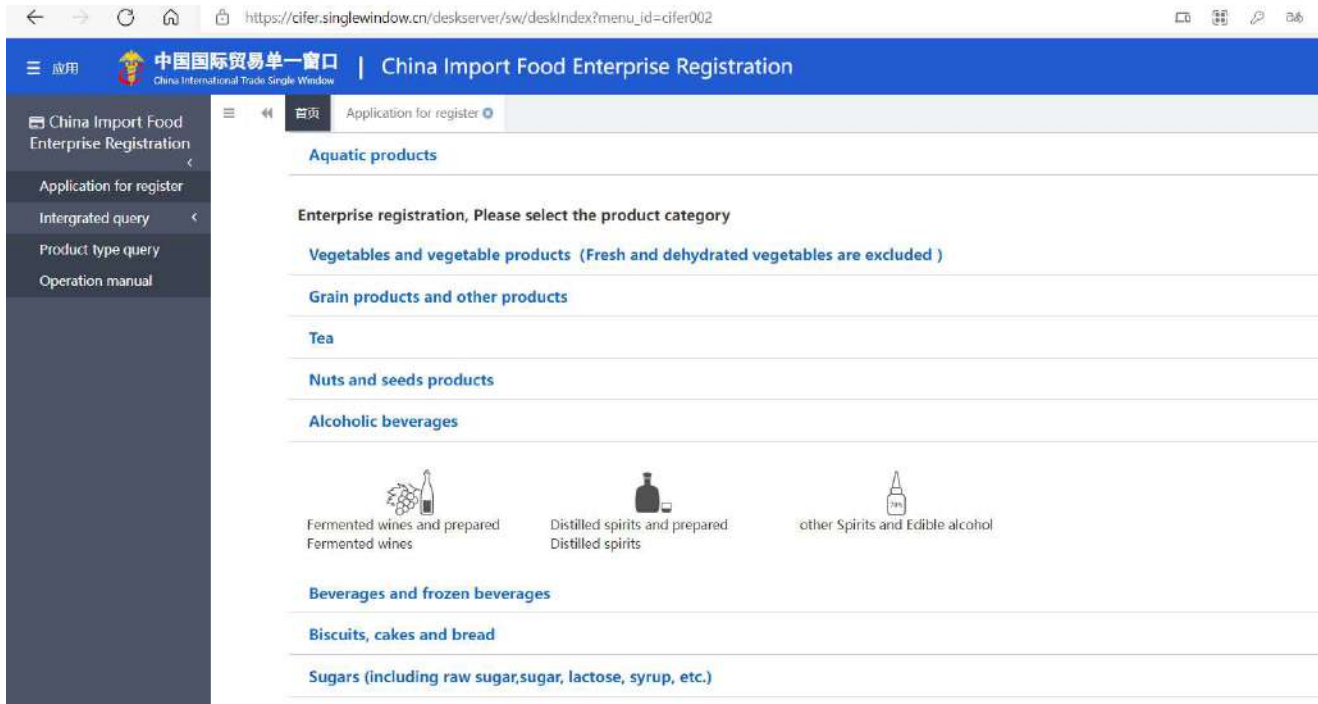 https://cifer.singlewindow.cn/deskserver/sw/deskIndex?menu_id=cifer002
应用
中国国际贸易单一窗口
China International Trade Single Window
| China Import Food Enterprise Registration
China Import Food
Enterprise Registration
Application for register
Intergrated query
Product type query
Operation manual
首页
Application for register
Aquatic products
Enterprise registration, Please select the product category
Vegetables and vegetable products (Fresh and dehydrated vegetables are excluded )
Grain products and other products
Tea
Nuts and seeds products
Alcoholic beverages
Fermented wines and prepared
Fermented wines
Distilled spirits and prepared
Distilled spirits
other Spirits and Edible alcohol
Beverages and frozen beverages
Biscuits, cakes and bread
Sugars (including raw sugar,sugar, lactose, syrup, etc.)